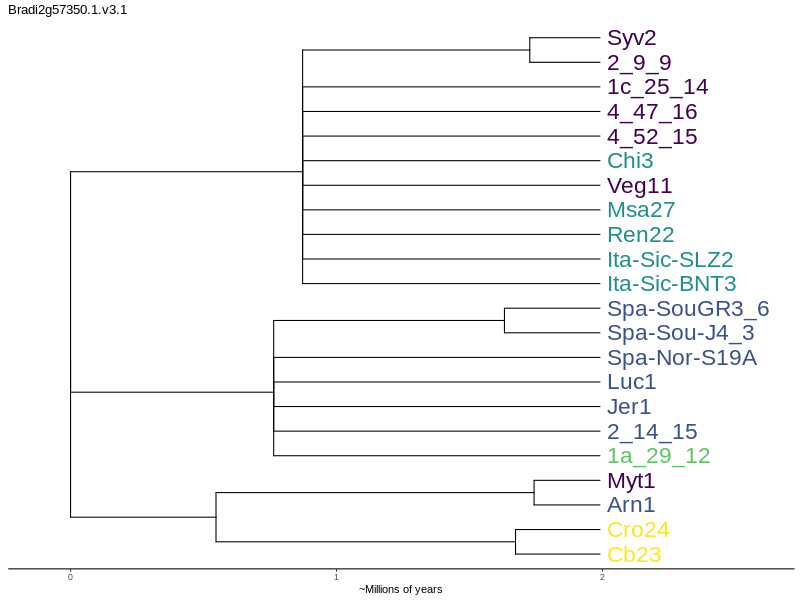 Bradi2g57350.1.v3.1
Syv2
2_9_9
1c_25_14
4_47_16
4_52_15
Chi3
Veg11
Msa27
Ren22
Ita-Sic-SLZ2
Ita-Sic-BNT3
Spa-SouGR3_6
Spa-Sou-J4_3
Spa-Nor-S19A
Luc1
Jer1
2_14_15
1a_29_12
Myt1
Arn1
Cro24
Cb23
0 1 2
~Millions of years